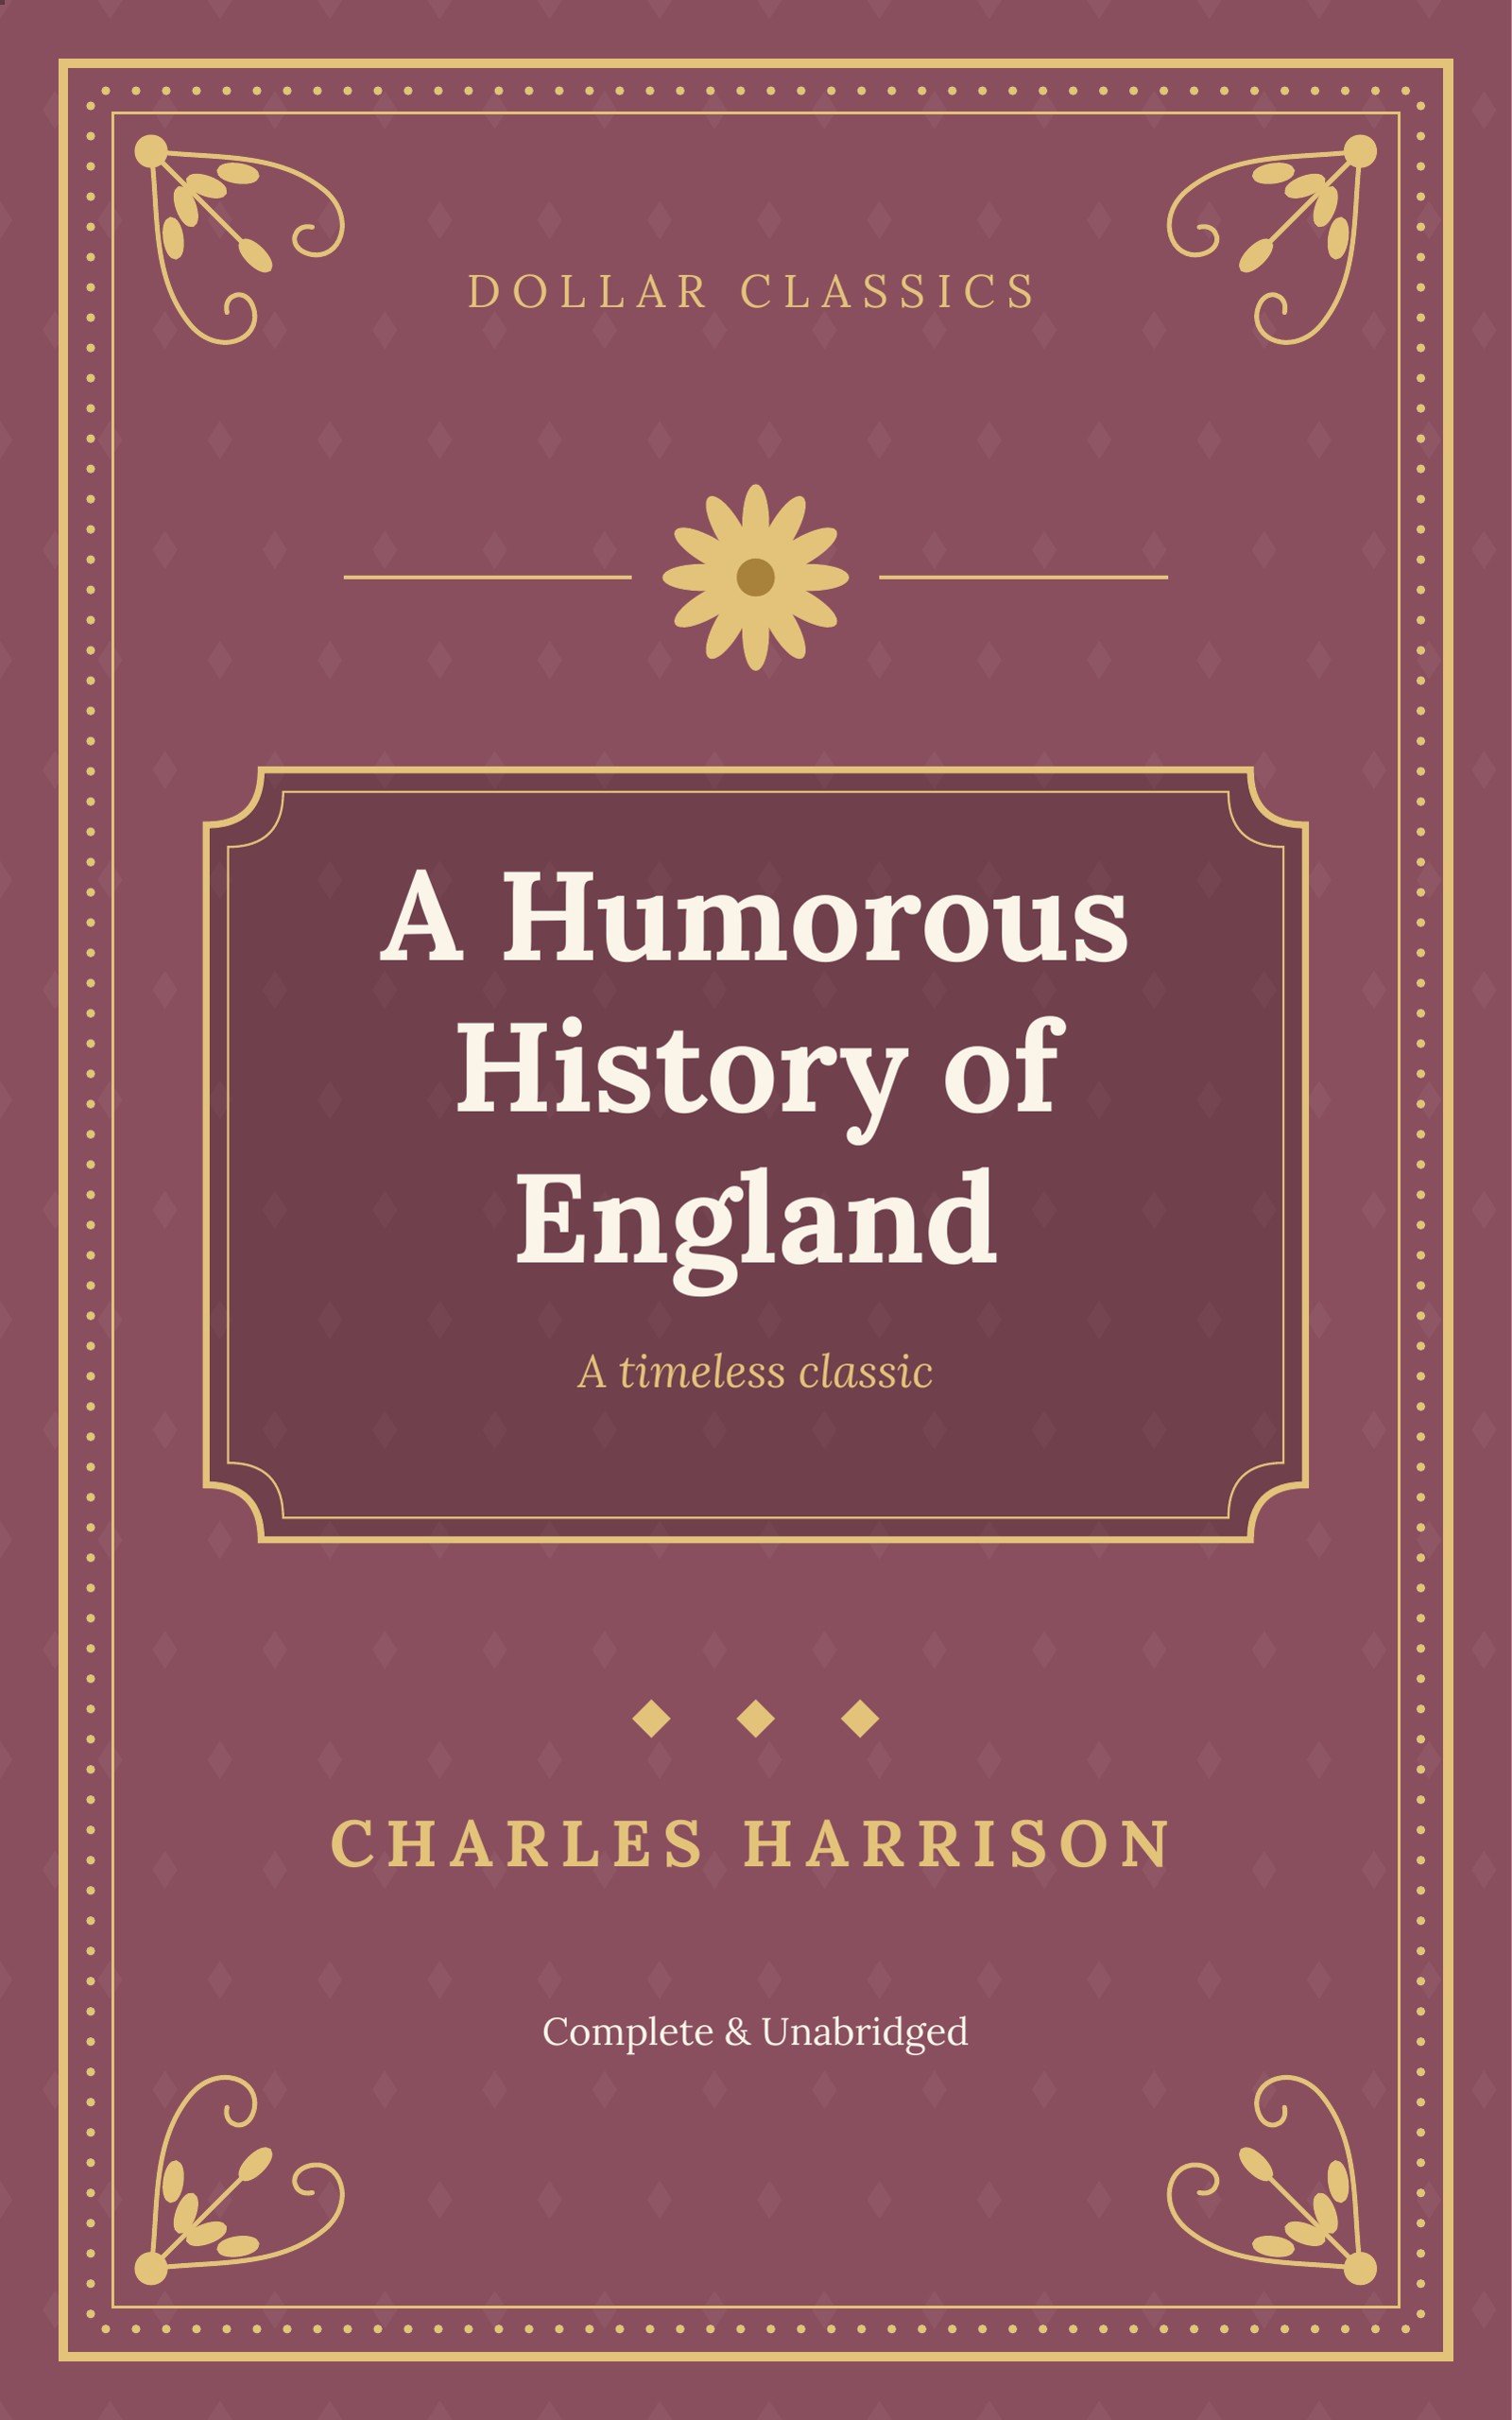 DOLLAR CLASSICS
A Humorous
History of
England
A timeless classic
CHARLES HARRISON
Complete & Unabridged